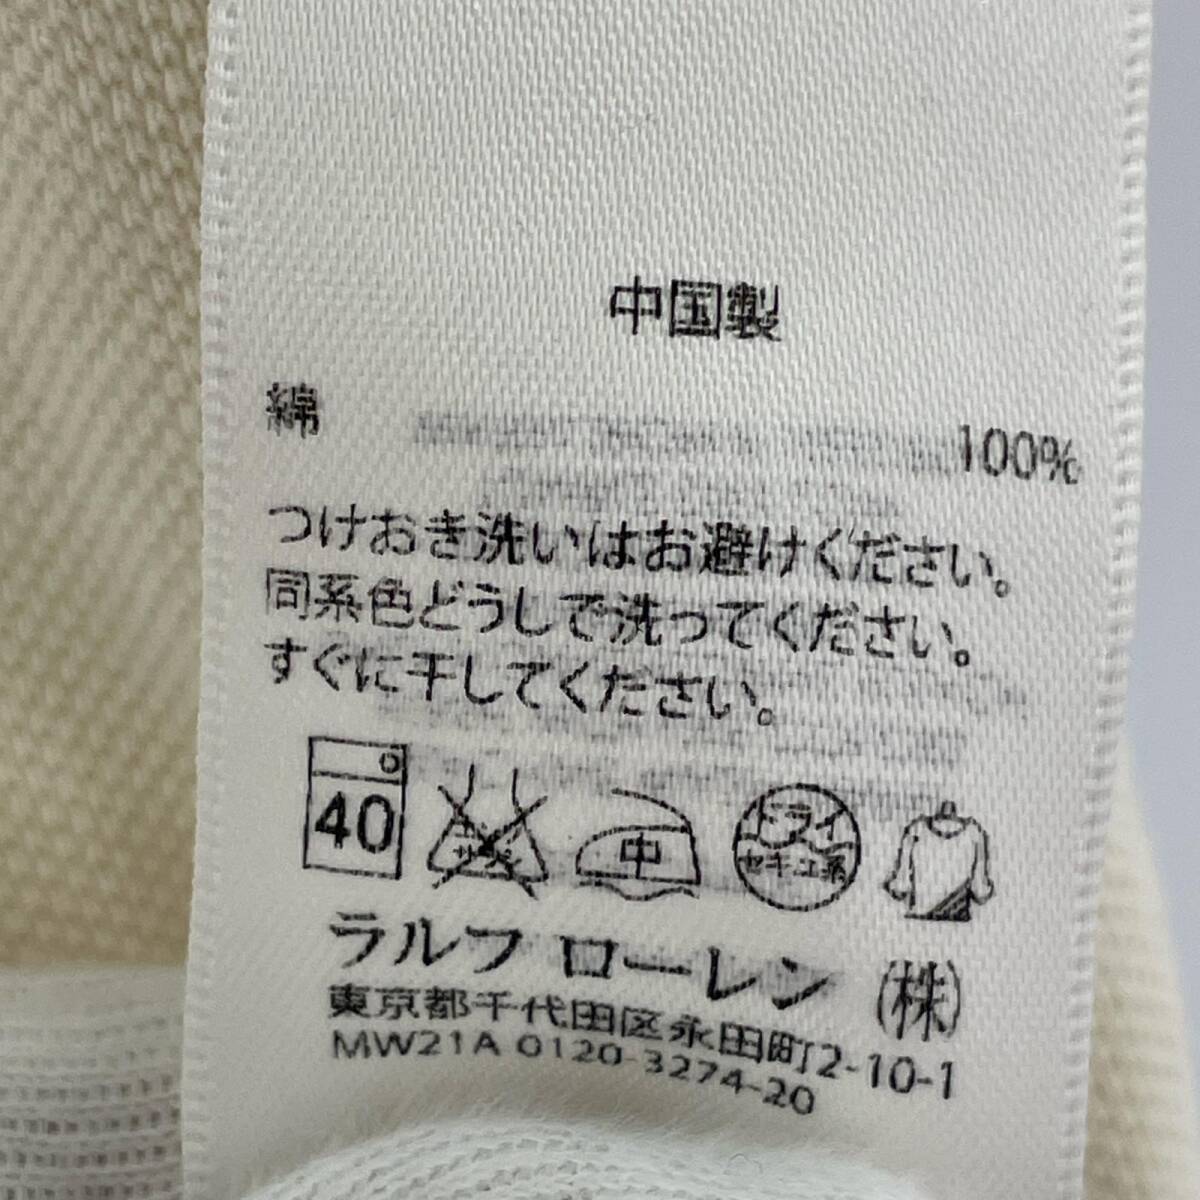 中国製
綿 100%
つけおき洗いはお避けください。
同系色どうしで洗ってください。
すぐに干してください。
40 中 ドライ
セキユ系
ラルフ ローレン (株)
東京都千代田区永田町2-10-1
MW21A 0120-3274-20